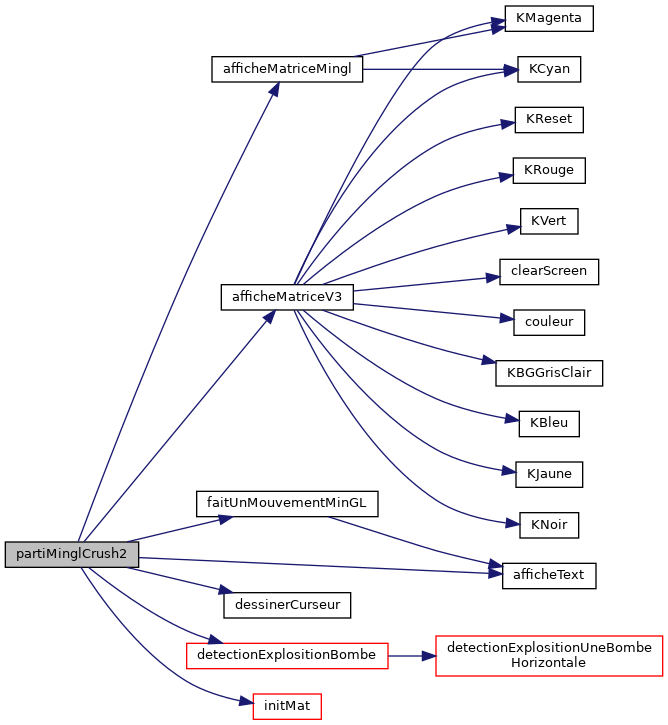 KMagenta
afficheMatriceMingl
KCyan
KReset
KRouge
KVert
clearScreen
afficheMatriceV3
couleur
KBGGrisClair
KBleu
KJaune
faitUnMouvementMinGL
KNoir
partiMinglCrush2
afficheText
dessinerCurseur
detectionExplositionBombe
detectionExplositionUneBombe
Horizontale
initMat